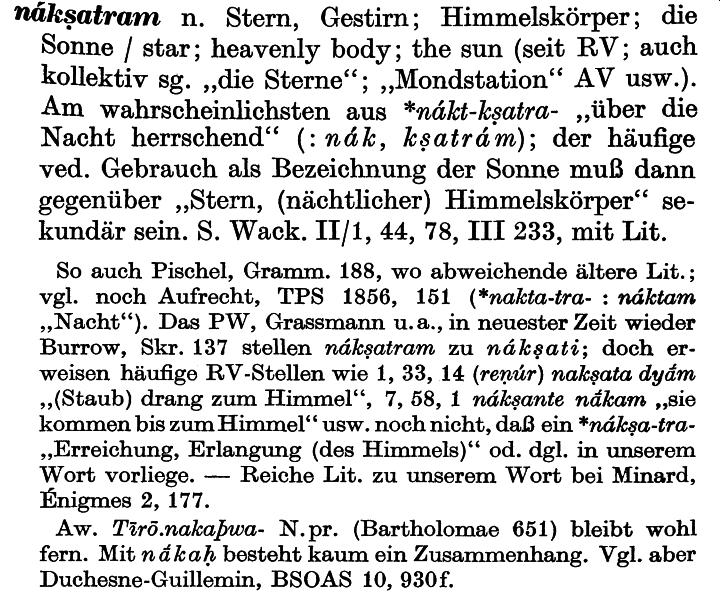 nákṣatram n. Stern, Gestirn; Himmelskörper; die
Sonne / star; heavenly body; the sun (seit RV; auch
kollektiv sg. „die Sterne“; „Mondstation“ AV usw.).
Am wahrscheinlichsten aus *nákt-kṣatra- „über die
Nacht herrschend“ (: nák, kṣatrám); der häufige
ved. Gebrauch als Bezeichnung der Sonne muß dann
gegenüber „Stern, (nächtlicher) Himmelskörper“ se-
kundär sein. S. Wack. II/1, 44, 78, III 233, mit Lit.
So auch Pischel, Gramm. 188, wo abweichende ältere Lit.;
vgl. noch Aufrecht, TPS 1856, 151 (*nakta-tra- : náktam
„Nacht“). Das PW, Grassmann u. a., in neuester Zeit wieder
Burrow, Skr. 137 stellen nákṣatram zu nákṣati; doch er-
weisen häufige RV-Stellen wie 1, 33, 14 (reṇúr) nakṣata dyā́m
„(Staub) drang zum Himmel“, 7, 58, 1 nákṣante nā́kam „sie
kommen bis zum Himmel“ usw. noch nicht, daß ein *nákṣa-tra-
„Erreichung, Erlangung (des Himmels)“ od. dgl. in unserem
Wort vorliege. — Reiche Lit. zu unserem Wort bei Minard,
Énigmes 2, 177.
Aw. Tīrō.nakaϑwa- N.pr. (Bartholomae 651) bleibt wohl
fern. Mit nā́kaḥ besteht kaum ein Zusammenhang. Vgl. aber
Duchesne-Guillemin, BSOAS 10, 930f.